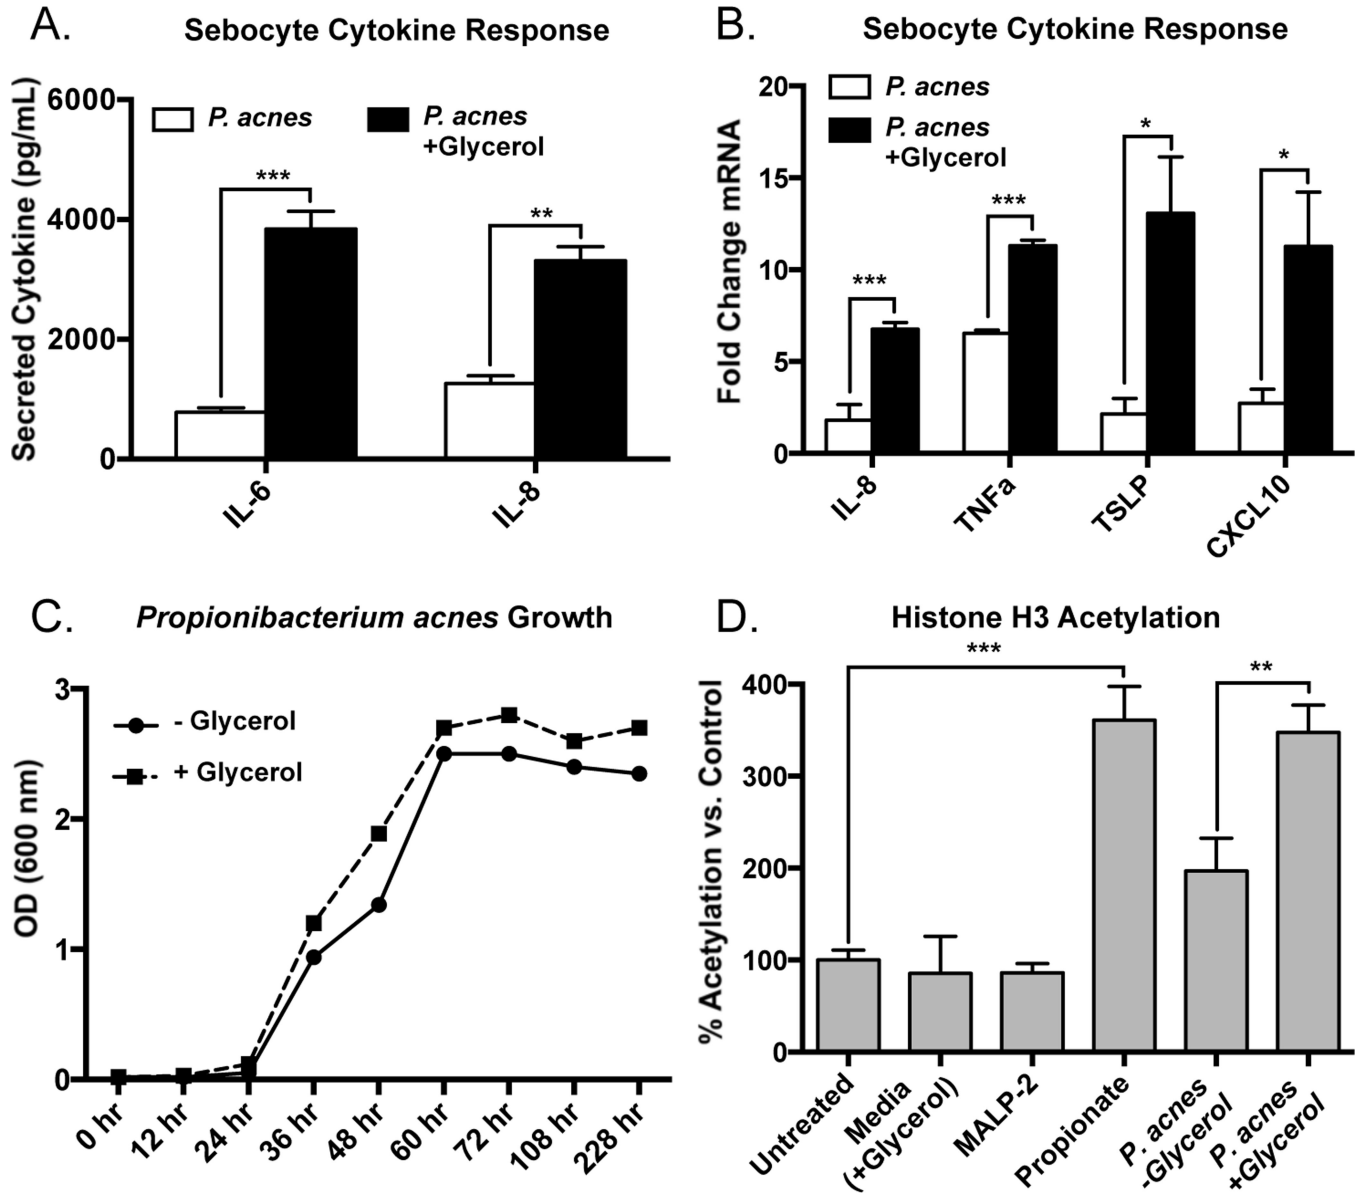 A.
Sebocyte Cytokine Response
Secreted Cytokine (pg/mL)
6000
4000
2000
0
P. acnes
P. acnes
+Glycerol
***
**
IL-6
IL-8
B.
Sebocyte Cytokine Response
Fold Change mRNA
20
15
10
5
0
P. acnes
P. acnes
+Glycerol
***
***
*
*
IL-8
TNFa
TSLP
CXCL10
C.
Propionibacterium acnes Growth
OD (600 nm)
3
2
1
0
- Glycerol
+ Glycerol
0 hr
12 hr
24 hr
36 hr
48 hr
60 hr
72 hr
108 hr
228 hr
D.
Histone H3 Acetylation
% Acetylation vs. Control
400
300
200
100
0
***
**
Untreated
Media
(+Glycerol)
MALP-2
Propionate
P. acnes
-Glycerol
P. acnes
+Glycerol